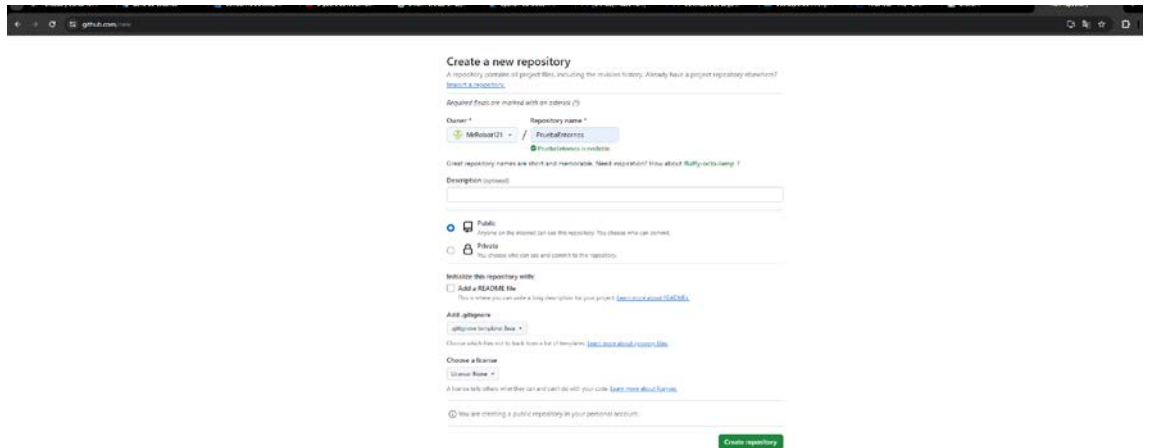 github.com/new
Create a new repository
A repository contains all project files, including the revision history. Already have a project repository elsewhere?
Import a repository.
Required fields are marked with an asterisk (*).
Owner * Repository name *
MrRobot121 / PruebaEntornos
PruebaEntornos is available.
Great repository names are short and memorable. Need inspiration? How about fluffy-octo-lamp ?
Description (optional)
Public
Anyone on the internet can see this repository. You choose who can commit.
Private
You choose who can see and commit to this repository.
Initialize this repository with:
Add a README file
This is where you can write a long description for your project. Learn more about READMEs.
Add .gitignore
.gitignore template: Java
Choose which files not to track from a list of templates. Learn more about ignoring files.
Choose a license
License: None
A license tells others what they can and can't do with your code. Learn more about licenses.
You are creating a public repository in your personal account.
Create repository